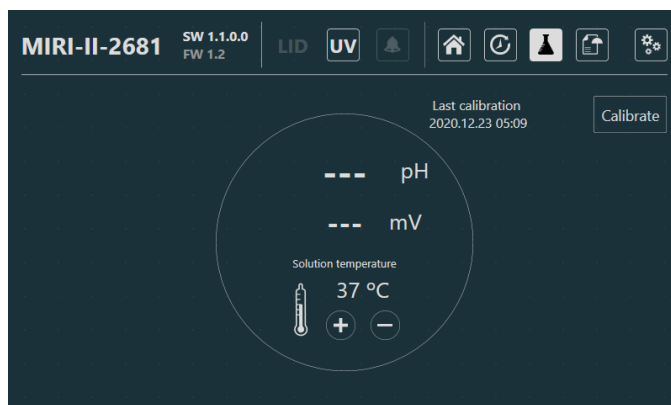 MIRI-II-2681
SW 1.1.0.0
FW 1.2
LID
UV
Last calibration
2020.12.23 05:09
Calibrate
--- pH
--- mV
Solution temperature
37 ºC
+ −